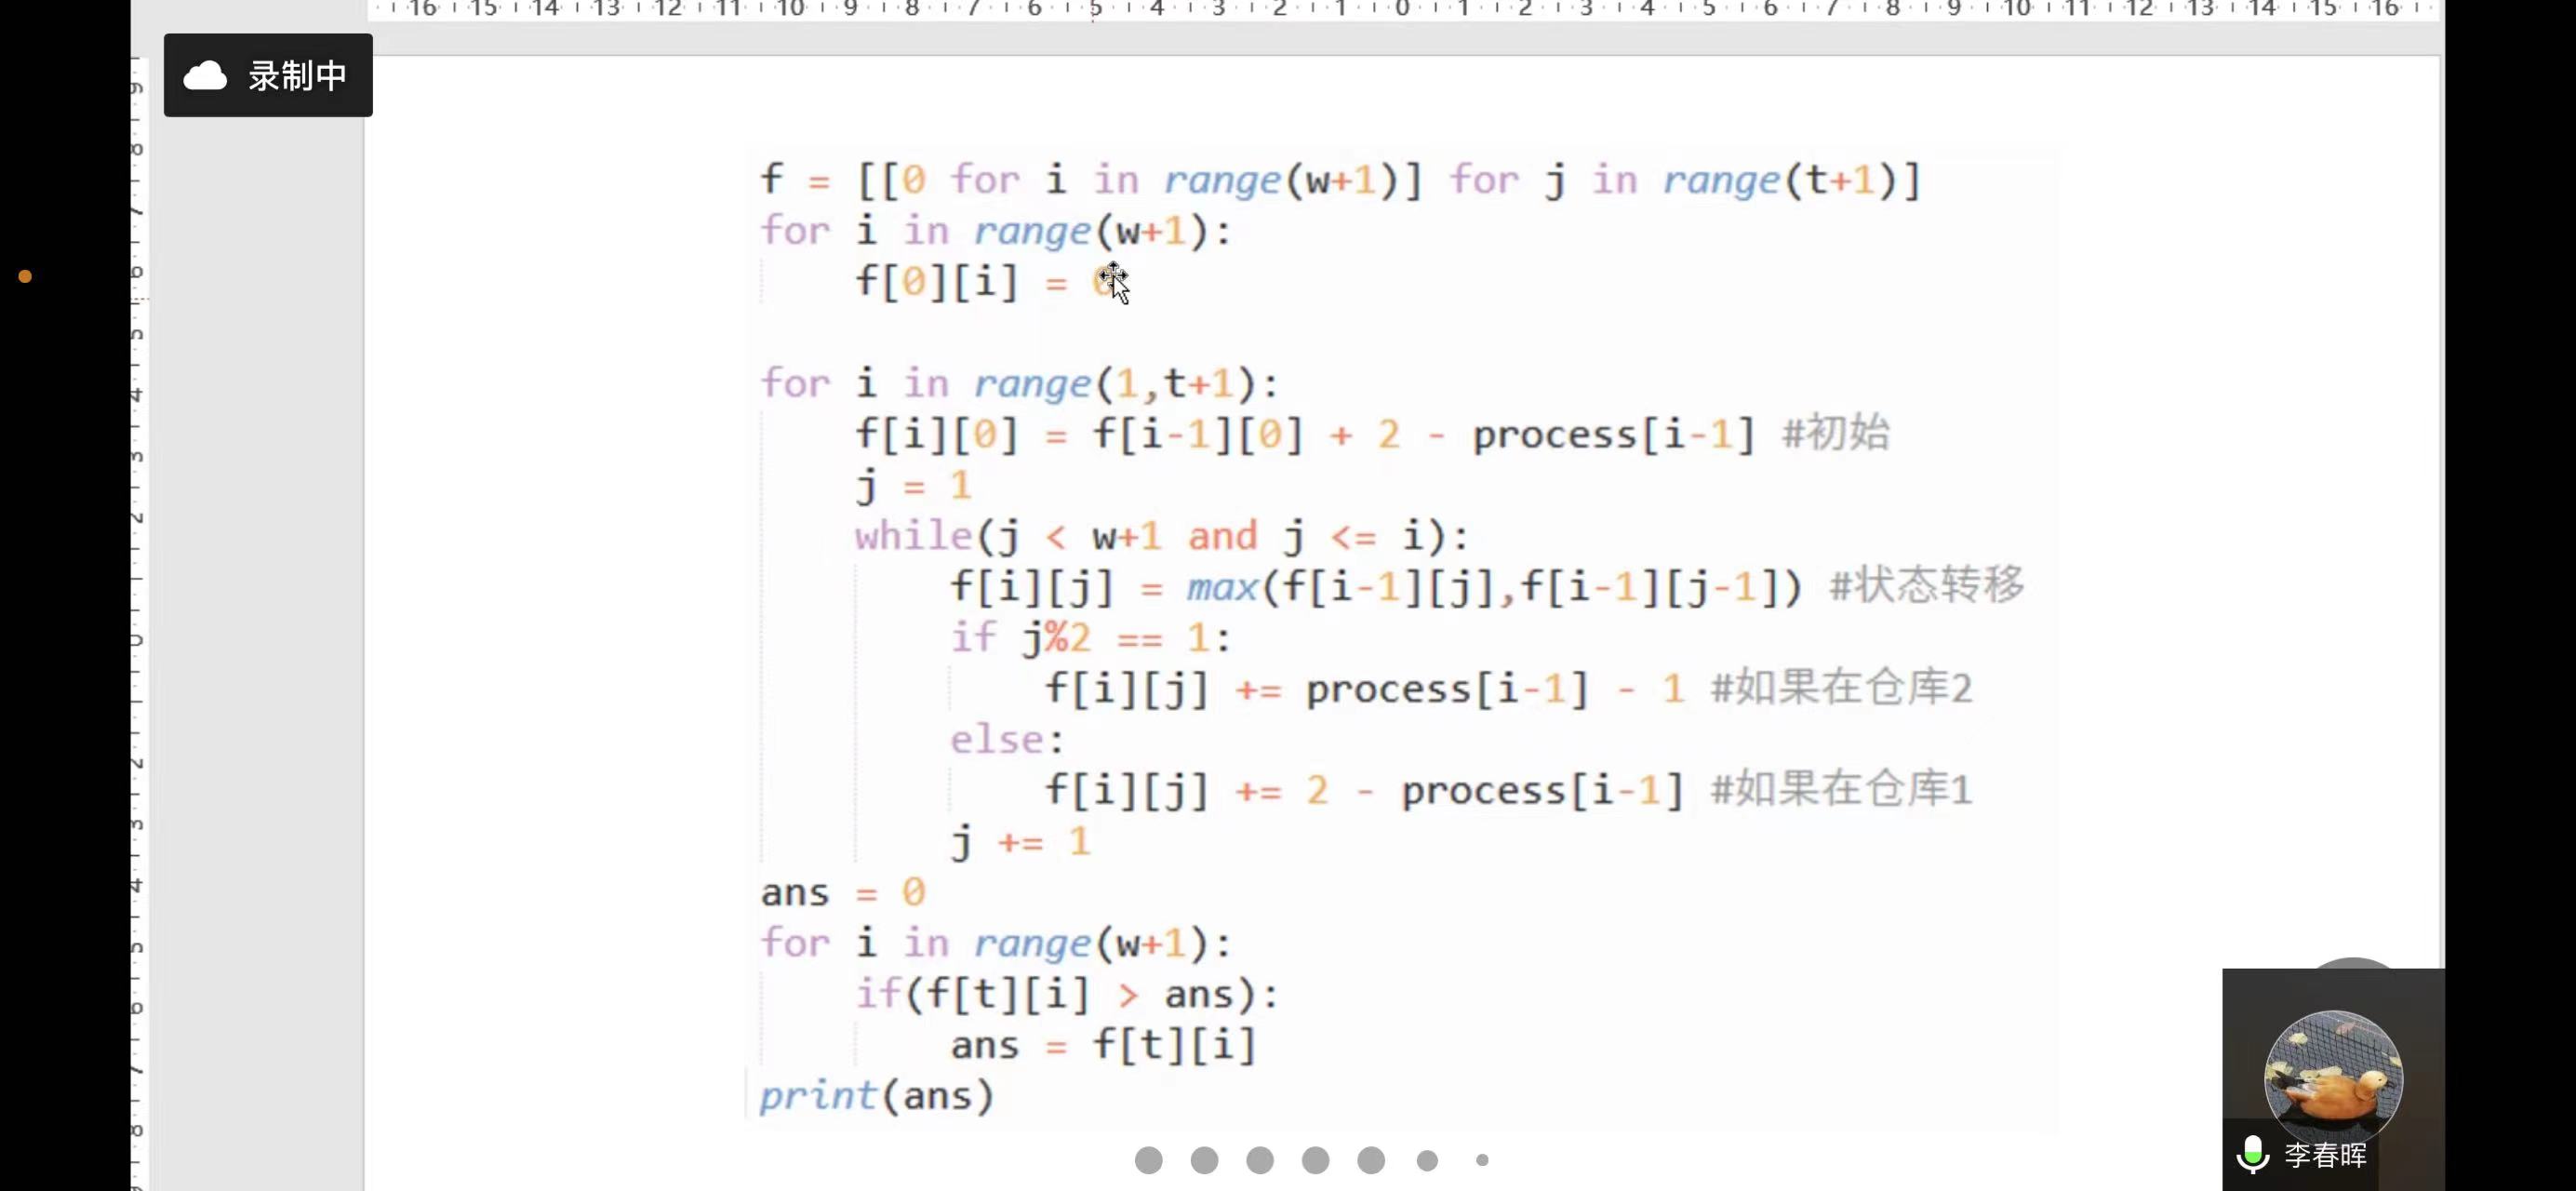 16 15 14 13 12 11 10 9 8 7 6 5 4 3 2 1 0 1 2 3 4 5 6 7 8 9 10 11 12 13 14 15 16
录制中
f = [[0 for i in range(w+1)] for j in range(t+1)]
for i in range(w+1):
    f[0][i] = 0

for i in range(1,t+1):
    f[i][0] = f[i-1][0] + 2 - process[i-1] #初始
    j = 1
    while(j < w+1 and j <= i):
        f[i][j] = max(f[i-1][j],f[i-1][j-1]) #状态转移
        if j%2 == 1:
            f[i][j] += process[i-1] - 1 #如果在仓库2
        else:
            f[i][j] += 2 - process[i-1] #如果在仓库1
        j += 1
ans = 0
for i in range(w+1):
    if(f[t][i] > ans):
        ans = f[t][i]
print(ans)
李春晖